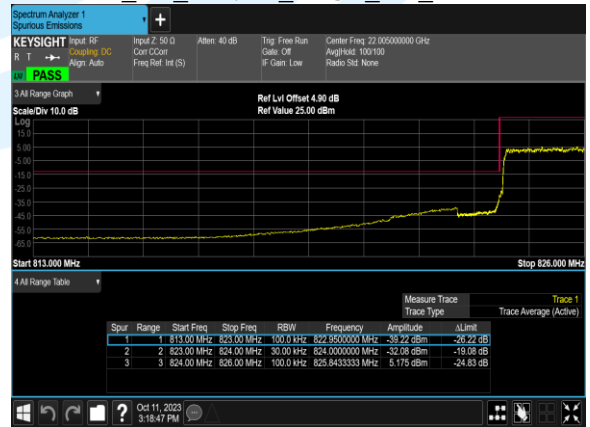 Spectrum Analyzer 1
Spurious Emissions
+
KEYSIGHT Input: RF Input Z: 50 Ω Atten: 40 dB Trig: Free Run Center Freq: 22.005000000 GHz
R T Coupling: DC Corr CCorr Gate: Off Avg|Hold: 100/100
Align: Auto Freq Ref: Int (S) IF Gain: Low Radio Std: None
PASS
3 All Range Graph
Ref Lvl Offset 4.90 dB
Scale/Div 10.0 dB Ref Value 25.00 dBm
Log
15.0
5.00
-5.00
-15.0
-25.0
-35.0
-45.0
-55.0
-65.0
Start 813.000 MHz Stop 826.000 MHz
4 All Range Table
Measure Trace Trace 1
Trace Type Trace Average (Active)
Spur Range Start Freq Stop Freq RBW Frequency Amplitude ΔLimit
1 1 813.00 MHz 823.00 MHz 100.0 kHz 822.9500000 MHz -39.22 dBm -26.22 dB
2 2 823.00 MHz 824.00 MHz 30.00 kHz 824.0000000 MHz -32.08 dBm -19.08 dB
3 3 824.00 MHz 826.00 MHz 100.0 kHz 825.8433333 MHz 5.175 dBm -24.83 dB
?
Oct 11, 2023
3:18:47 PM